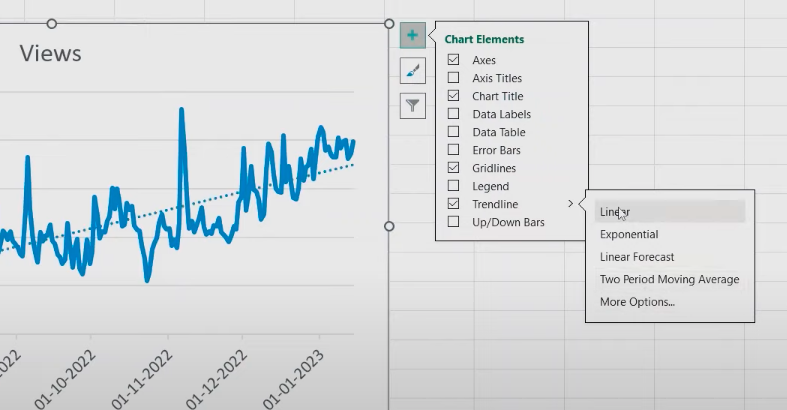 Views
2022
01-10-2022
01-11-2022
01-12-2022
01-01-2023
Chart Elements
Axes
Axis Titles
Chart Title
Data Labels
Data Table
Error Bars
Gridlines
Legend
Trendline
Up/Down Bars
Linear
Exponential
Linear Forecast
Two Period Moving Average
More Options...